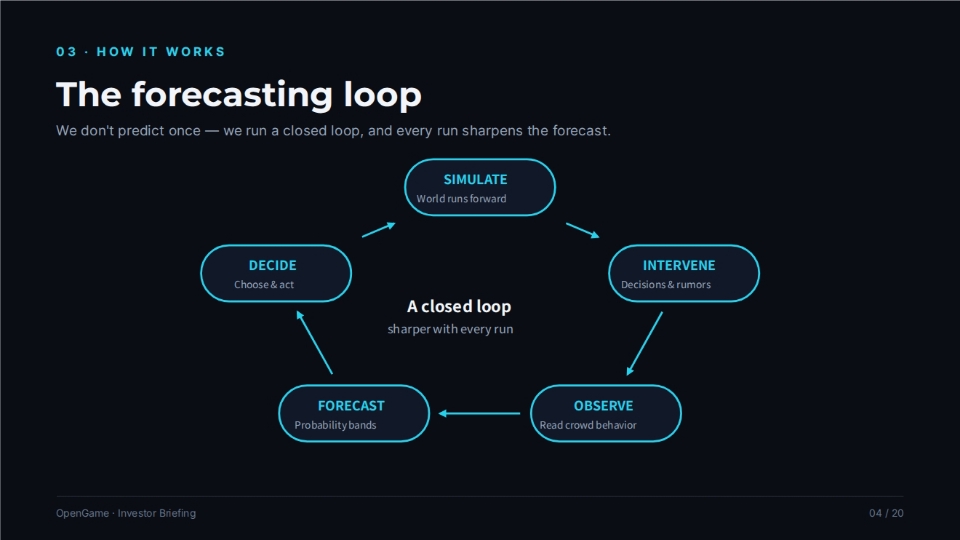 03 · HOW IT WORKS
The forecasting loop
We don't predict once — we run a closed loop, and every run sharpens the forecast.
SIMULATE
World runs forward
DECIDE
Choose & act
INTERVENE
Decisions & rumors
A closed loop
sharper with every run
FORECAST
Probability bands
OBSERVE
Read crowd behavior
OpenGame · Investor Briefing
04 / 20